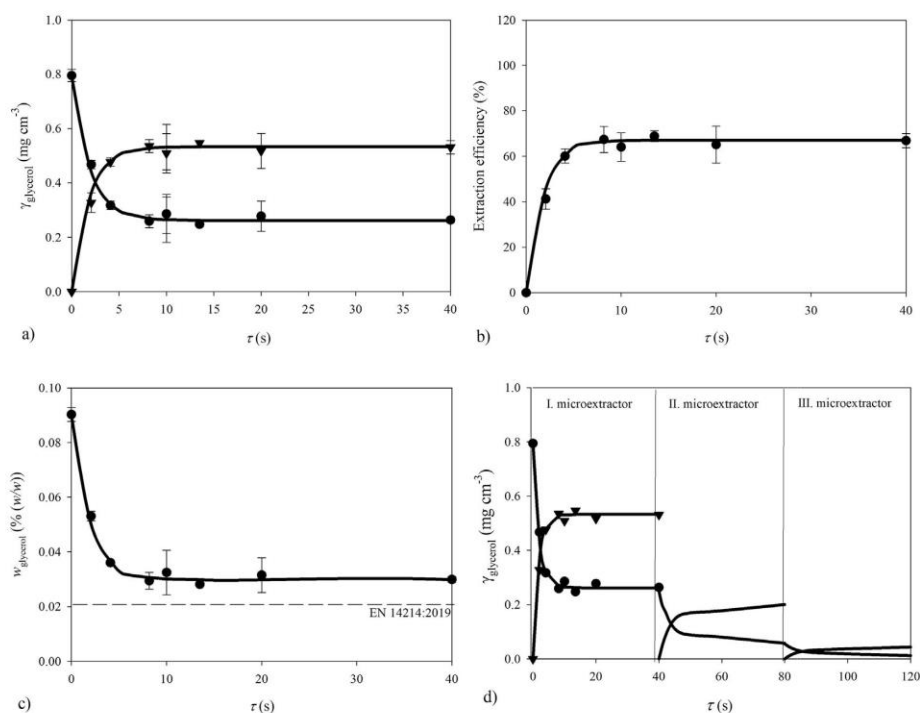 1.0
0.8
0.6
0.4
0.2
0.0
γglycerol (mg cm⁻³)
0 5 10 15 20 25 30 35 40
a)
τ (s)
120
100
80
60
40
20
0
Extraction efficiency (%)
0 10 20 30 40
b)
τ (s)
0.10
0.08
0.06
0.04
0.02
0.00
wglycerol (% (w/w))
EN 14214:2019
0 10 20 30 40
c)
τ (s)
1.0
0.8
0.6
0.4
0.2
0.0
γglycerol (mg cm⁻³)
I. microextractor II. microextractor III. microextractor
0 20 40 60 80 100 120
d)
τ (s)